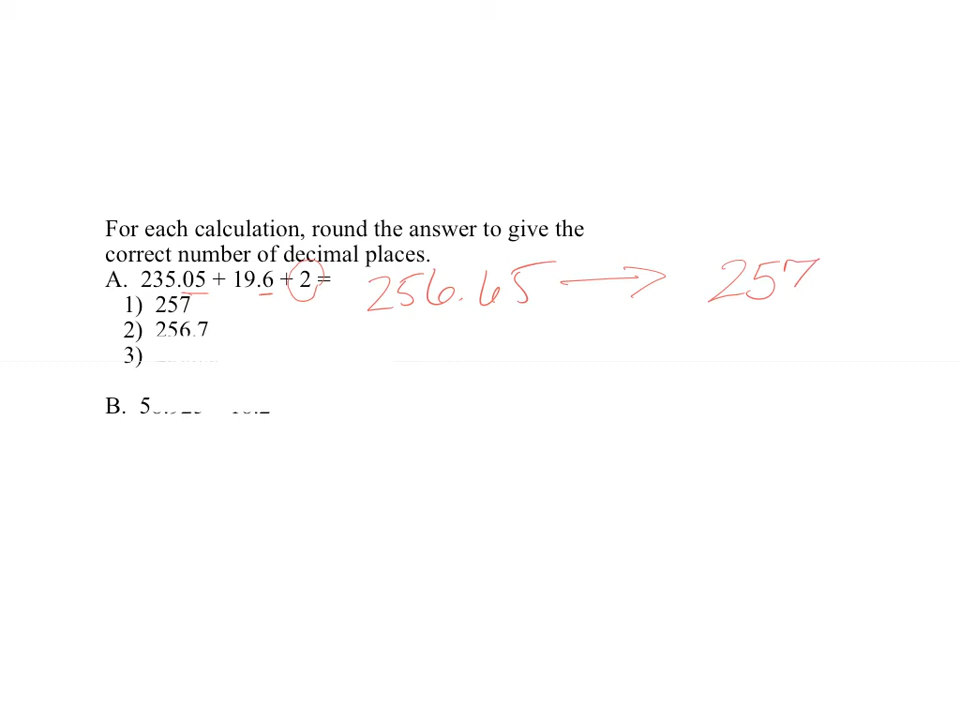 For each calculation, round the answer to give the
correct number of decimal places.
A. 235.05 + 19.6 + 2 = 256.65 → 257
1) 257
2) 256.7
3)
B.